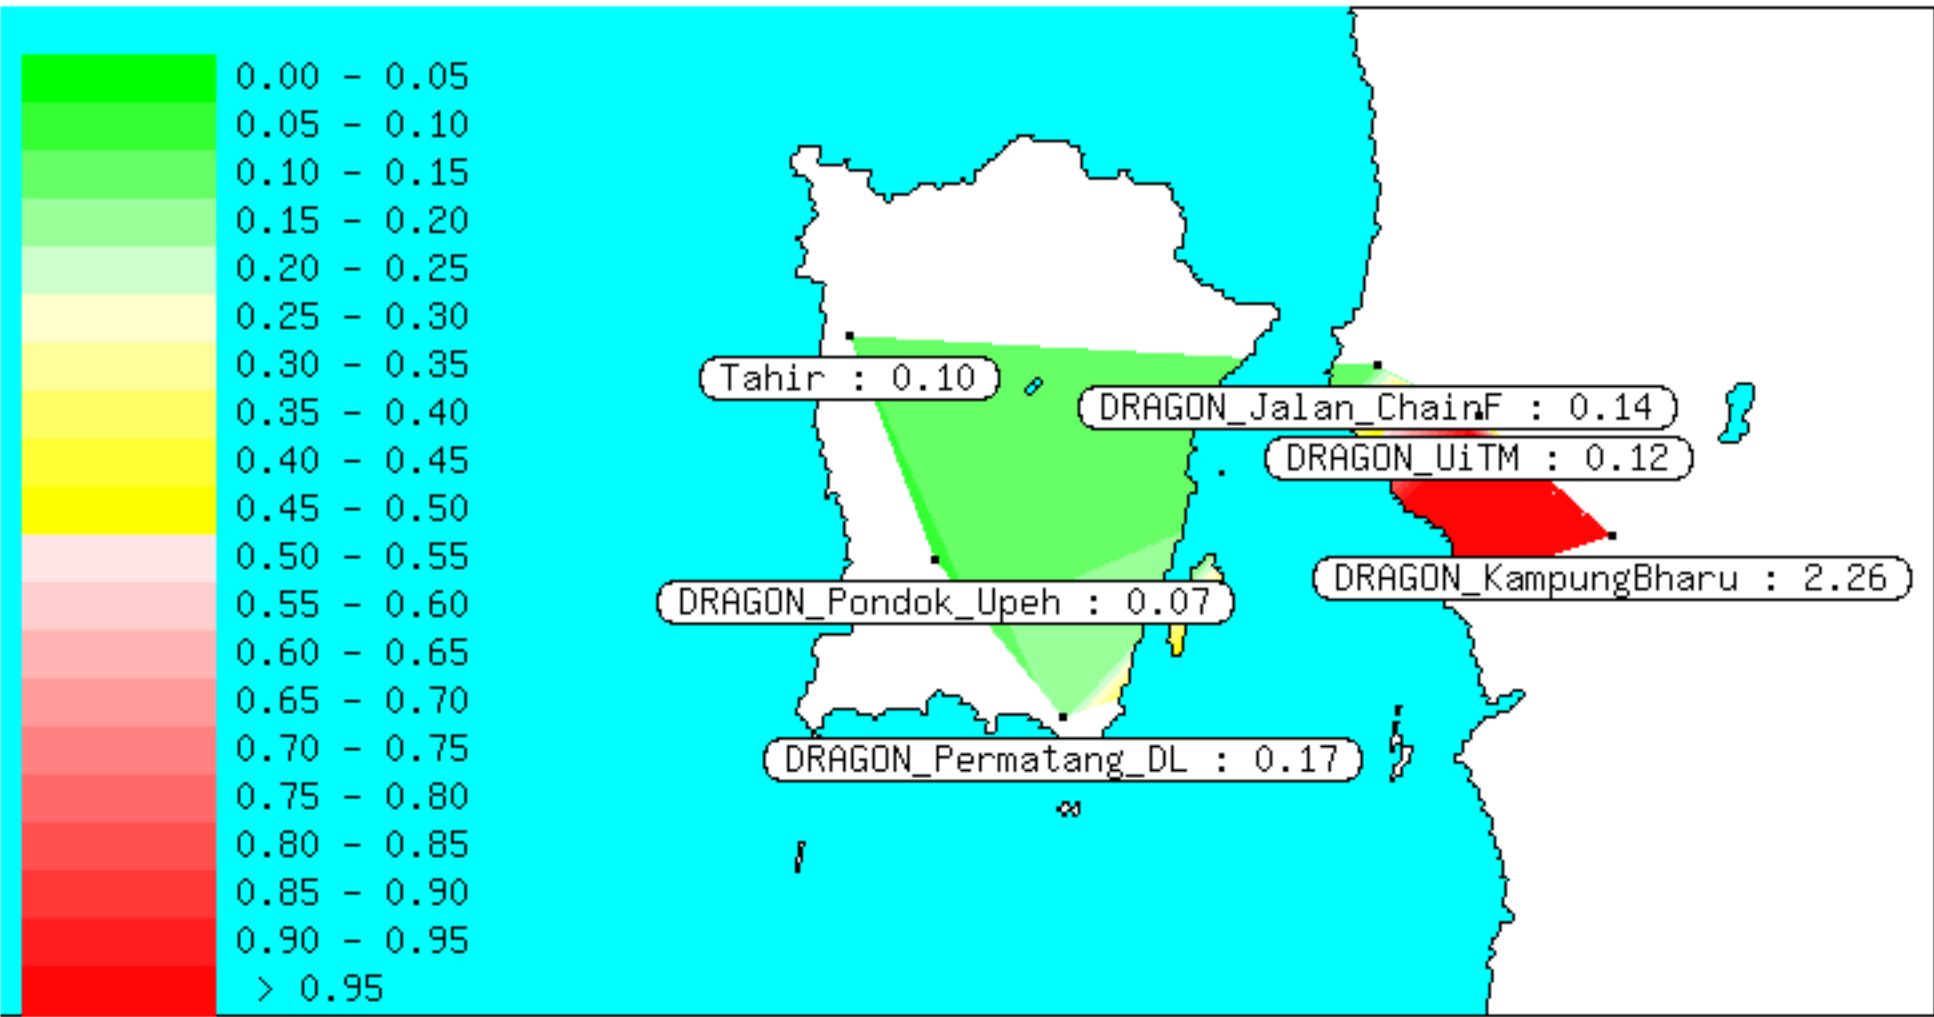 0.00 - 0.05
0.05 - 0.10
0.10 - 0.15
0.15 - 0.20
0.20 - 0.25
0.25 - 0.30
0.30 - 0.35
0.35 - 0.40
0.40 - 0.45
0.45 - 0.50
0.50 - 0.55
0.55 - 0.60
0.60 - 0.65
0.65 - 0.70
0.70 - 0.75
0.75 - 0.80
0.80 - 0.85
0.85 - 0.90
0.90 - 0.95
> 0.95
Tahir : 0.10
DRAGON_Jalan_ChainF : 0.14
DRAGON_UiTM : 0.12
DRAGON_KampungBharu : 2.26
DRAGON_Pondok_Upeh : 0.07
DRAGON_Permatang_DL : 0.17